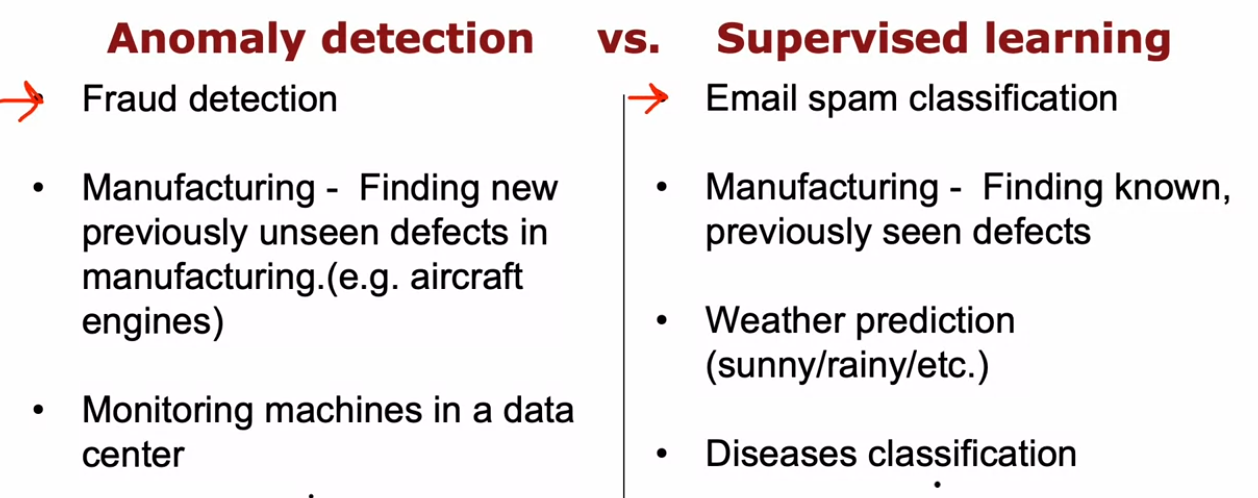 Anomaly detection vs. Supervised learning
• Fraud detection
• Manufacturing - Finding new
previously unseen defects in
manufacturing.(e.g. aircraft
engines)
• Monitoring machines in a data
center
• Email spam classification
• Manufacturing - Finding known,
previously seen defects
• Weather prediction
(sunny/rainy/etc.)
• Diseases classification